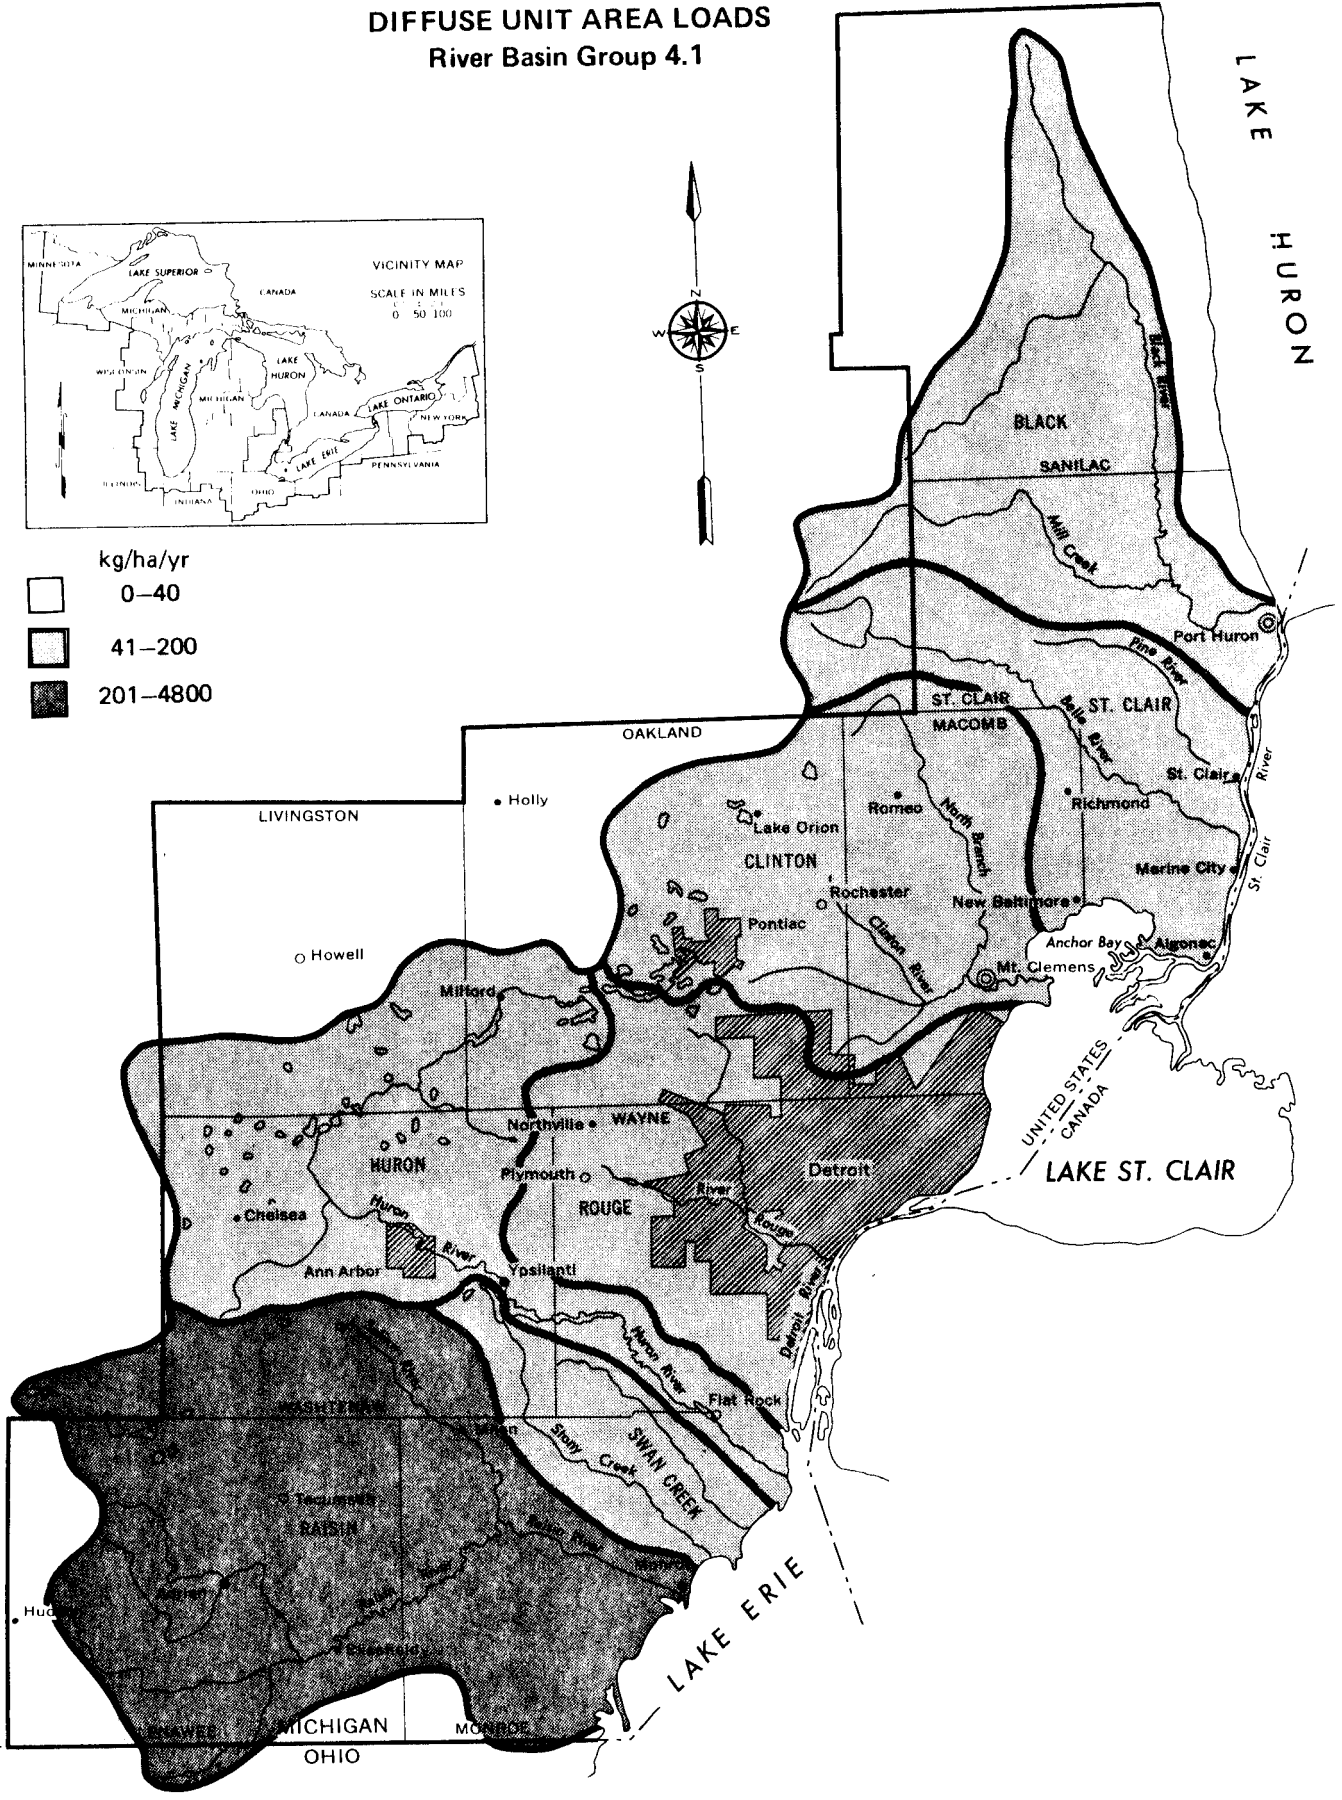 DIFFUSE UNIT AREA LOADS
River Basin Group 4.1
LAKE HURON
MINNESOTA
LAKE SUPERIOR
VICINITY MAP
CANADA
SCALE IN MILES
0 50 100
MICHIGAN
WISCONSIN
LAKE MICHIGAN
LAKE
HURON
MICHIGAN
CANADA
LAKE ONTARIO
NEW YORK
LAKE ERIE
PENNSYLVANIA
ILLINOIS
INDIANA
OHIO
N
W
E
S
kg/ha/yr
0–40
41–200
201–4800
Black River
BLACK
SANILAC
Mill Creek
Port Huron
Pine River
ST. CLAIR
ST. CLAIR
MACOMB
Belle River
OAKLAND
St. Clair
St. Clair River
Holly
LIVINGSTON
Romeo
Richmond
Lake Orion
North Branch
CLINTON
Marine City
Rochester
New Baltimore
Pontiac
Clinton River
Anchor Bay
Algonac
Howell
Mt. Clemens
Milford
UNITED STATES
CANADA
Northville
WAYNE
HURON
Plymouth
Detroit
LAKE ST. CLAIR
ROUGE
River Rouge
Chelsea
Huron River
Ann Arbor
Ypsilanti
Detroit River
Huron River
Flat Rock
WASHTENAW
Milan
Stony Creek
SWAN CREEK
Tecumseh
RAISIN
Raisin River
Adrian
Raisin River
LAKE ERIE
MICHIGAN
MONROE
OHIO